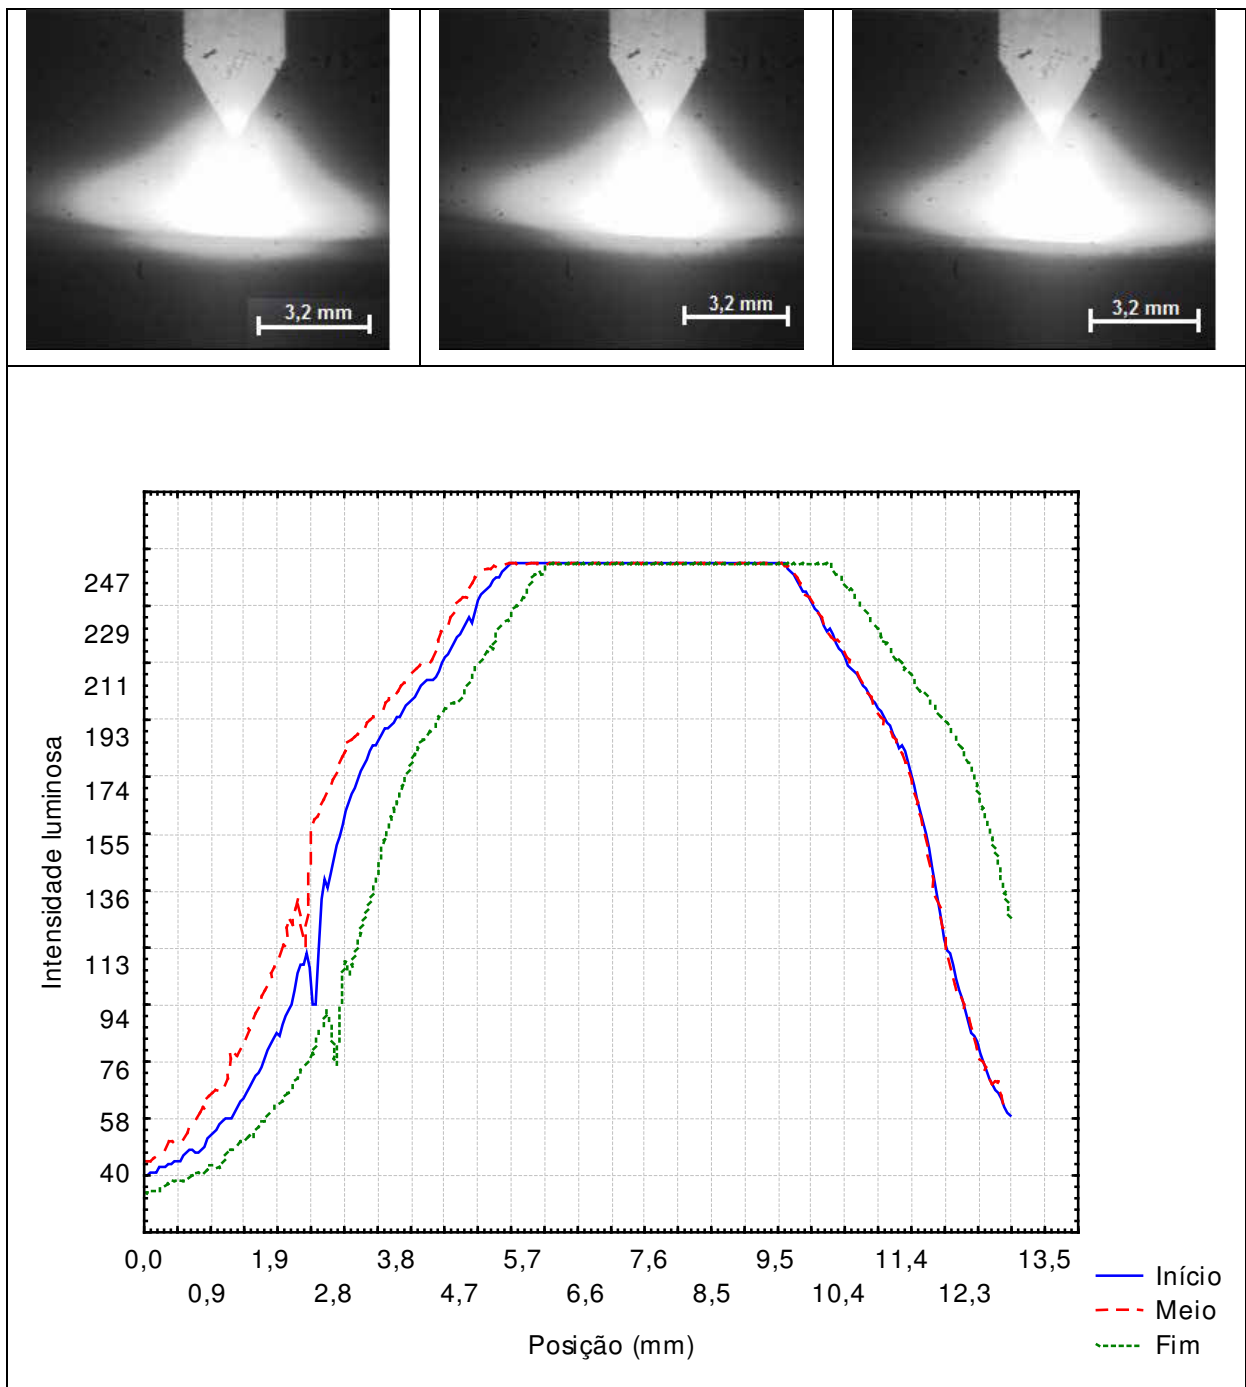 3,2 mm
3,2 mm
3,2 mm
Intensidade luminosa
247
229
211
193
174
155
136
113
94
76
58
40
0,0 1,9 3,8 5,7 7,6 9,5 11,4 13,5
0,9 2,8 4,7 6,6 8,5 10,4 12,3
Posição (mm)
Início
Meio
Fim